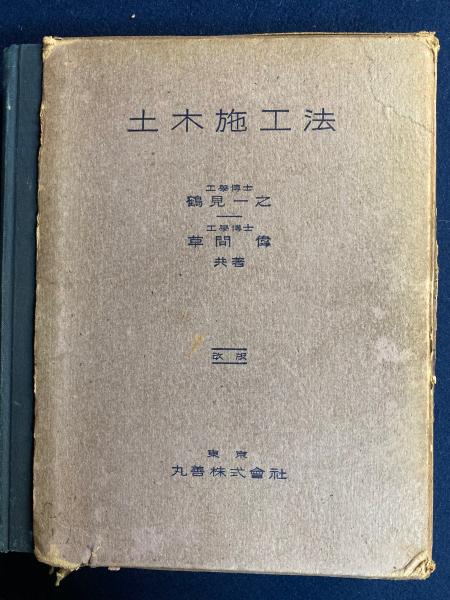 土木施工法
工學博士
鶴見一之
工學博士
草間偉
共著
改版
東京
丸善株式會社